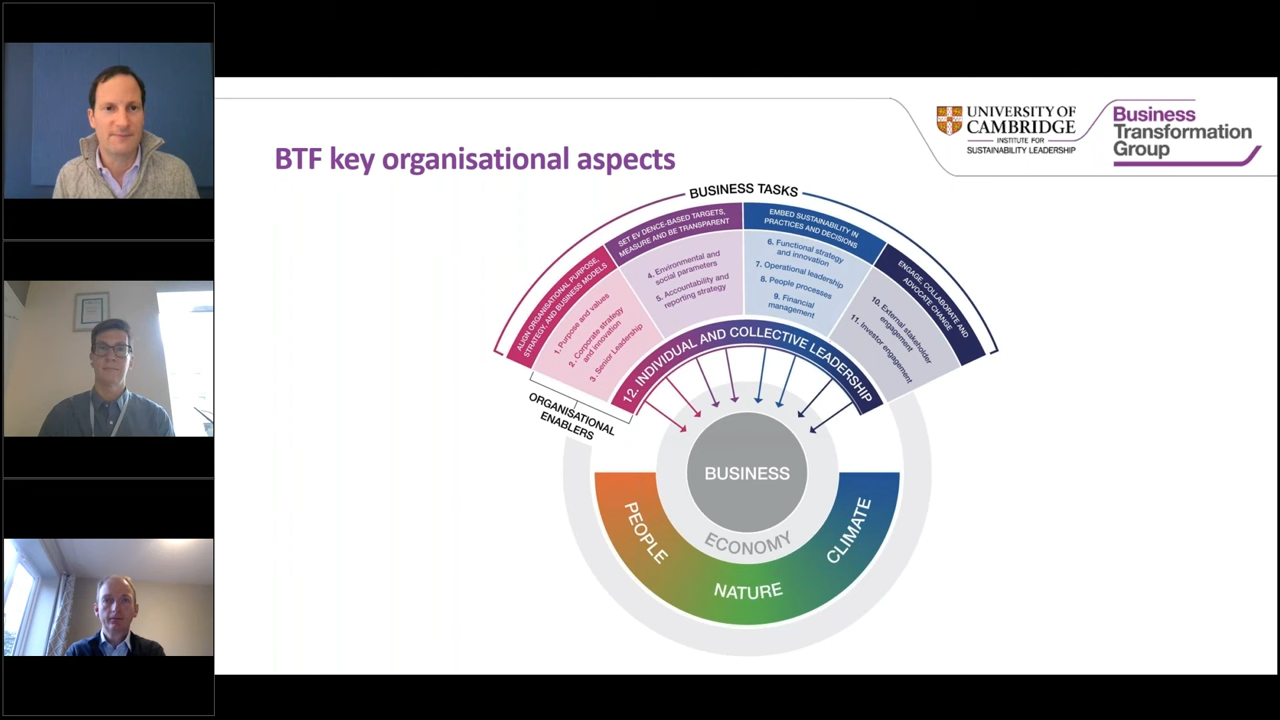 UNIVERSITY OF
CAMBRIDGE
INSTITUTE FOR
SUSTAINABILITY LEADERSHIP
Business
Transformation
Group
BTF key organisational aspects
BUSINESS TASKS
ALIGN ORGANISATIONAL PURPOSE,
STRATEGY, AND BUSINESS MODELS
1. Purpose and values
2. Corporate strategy
and innovation
3. Senior Leadership
SET EV DENCE-BASED TARGETS,
MEASURE AND BE TRANSPARENT
4. Environmental and
social parameters
5. Accountability and
reporting strategy
EMBED SUSTAINABILITY IN
PRACTICES AND DECISIONS
6. Functional strategy
and innovation
7. Operational leadership
8. People processes
9. Financial
management
ENGAGE, COLLABORATE AND
ADVOCATE CHANGE
10. External stakeholder
engagement
11. Investor engagement
12. INDIVIDUAL AND COLLECTIVE LEADERSHIP
ORGANISATIONAL
ENABLERS
BUSINESS
ECONOMY
PEOPLE
NATURE
CLIMATE